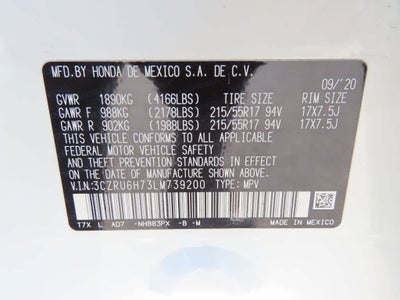 MFD.BY HONDA DE MEXICO S.A. DE C.V.
09/'20
GVWR 1890KG (4166LBS) TIRE SIZE RIM SIZE
GAWR F 988KG (2178LBS) 215/55R17 94V 17X7.5J
GAWR R 902KG (1988LBS) 215/55R17 94V 17X7.5J
THIS VEHICLE CONFORMS TO ALL APPLICABLE
FEDERAL MOTOR VEHICLE SAFETY AND THEFT
PREVENTION STANDARDS IN EFFECT ON THE
DATE OF MANUFACTURE SHOWN ABOVE.
V.I.N:3CZRU6H73LM739200 TYPE: MPV
T7X L AD7 -NH883PX -B -M
MADE IN MEXICO